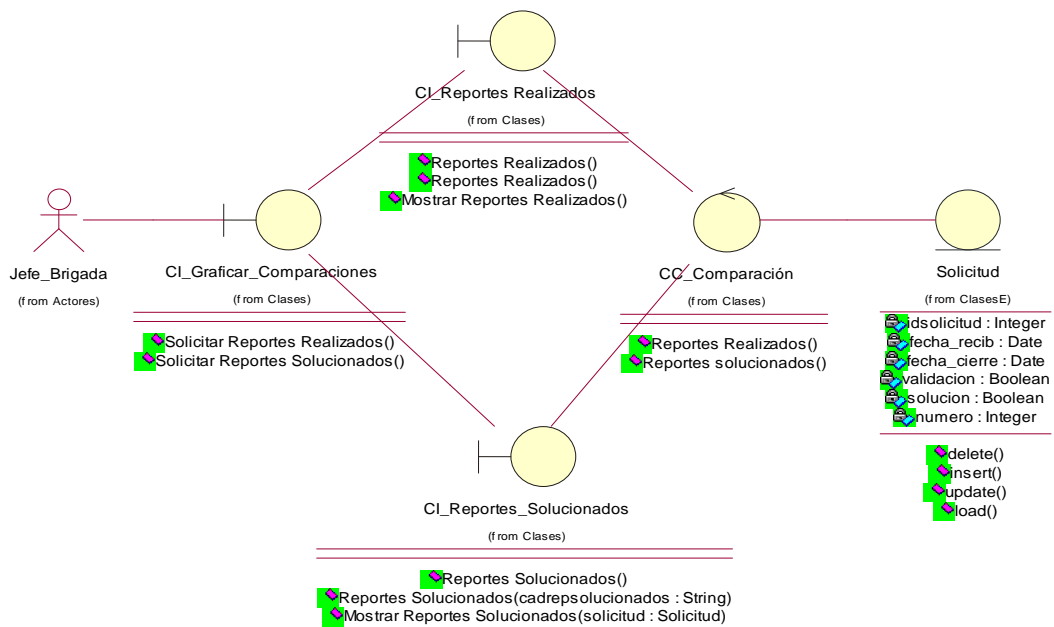 CI_Reportes Realizados
(from Clases)
Reportes Realizados()
Reportes Realizados()
Mostrar Reportes Realizados()
Jefe_Brigada
(from Actores)
CI_Graficar_Comparaciones
(from Clases)
Solicitar Reportes Realizados()
Solicitar Reportes Solucionados()
CC_Comparación
(from Clases)
Reportes Realizados()
Reportes solucionados()
Solicitud
(from ClasesE)
idsolicitud : Integer
fecha_recib : Date
fecha_cierre : Date
validacion : Boolean
solucion : Boolean
numero : Integer
delete()
insert()
update()
load()
CI_Reportes_Solucionados
(from Clases)
Reportes Solucionados()
Reportes Solucionados(cadrepsolucionados : String)
Mostrar Reportes Solucionados(solicitud : Solicitud)